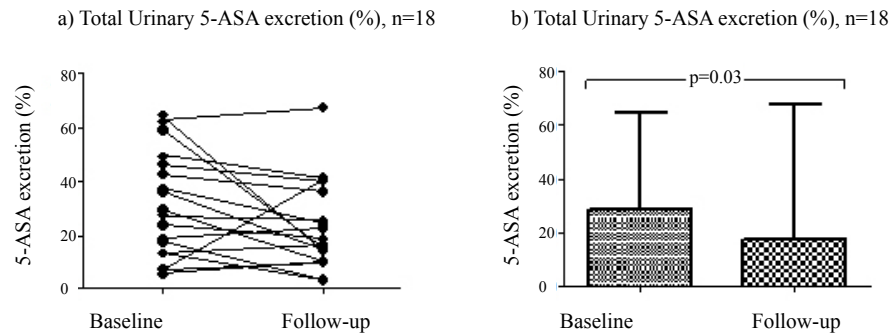 a) Total Urinary 5-ASA excretion (%), n=18
5-ASA excretion (%)
80
60
40
20
0
Baseline Follow-up
b) Total Urinary 5-ASA excretion (%), n=18
5-ASA excretion (%)
80
60
40
20
0
p=0.03
Baseline Follow-up